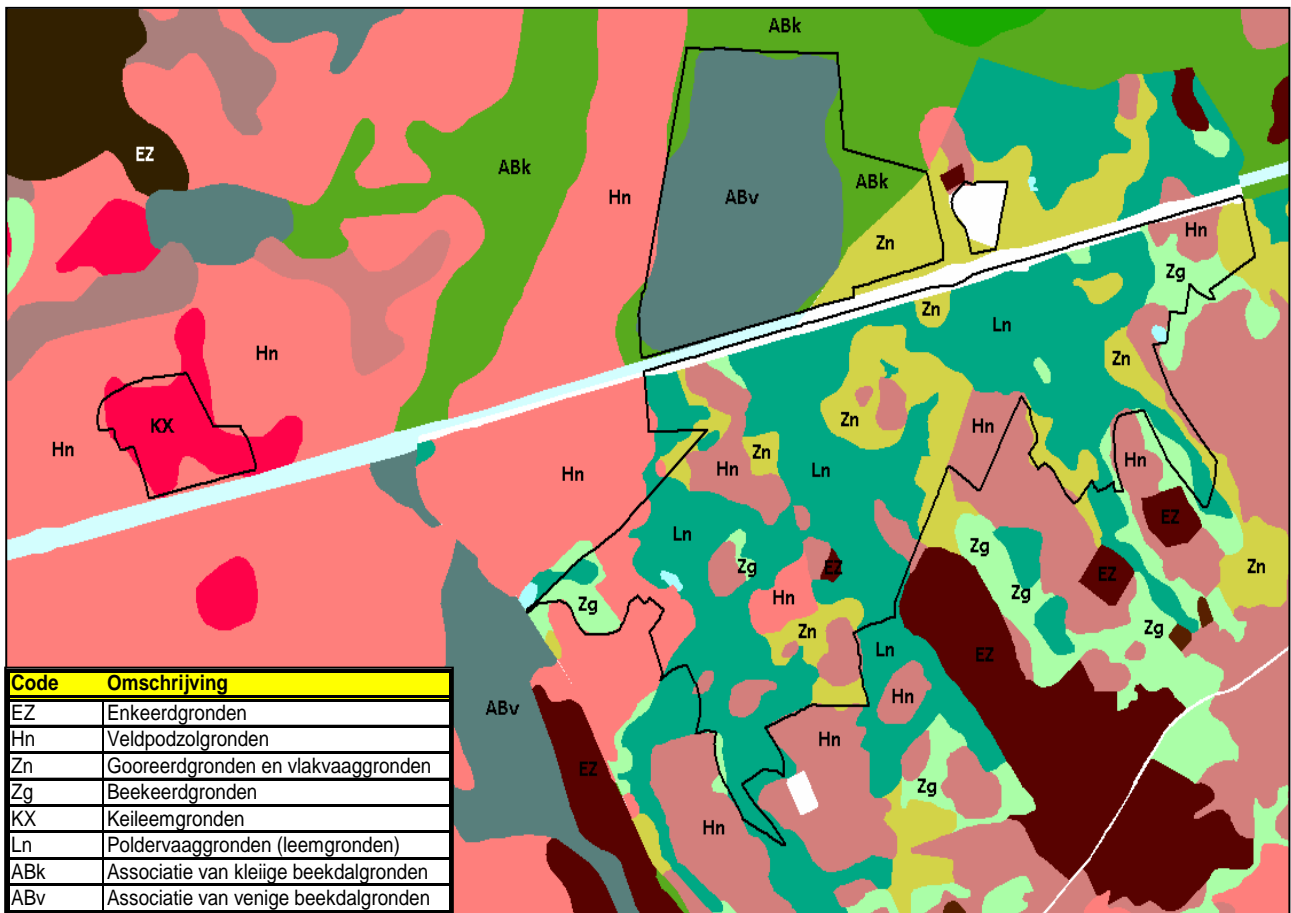 ABk
EZ
ABk
Hn
ABv
ABk
Zn
Hn
Zg
Zn
Ln
Hn
Zn
KX
Zn
Hn
Hn
Hn
Zn
Hn
Ln
Hn
EZ
Ln
Zg
Zg
EZ
Hn
EZ
Zg
Zn
Zg
Zn
Zg
Ln
EZ
Hn
ABv
Hn
EZ
Zg
Hn
Code Omschrijving
EZ Enkeerdgronden
Hn Veldpodzolgronden
Zn Gooreerdgronden en vlakvaaggronden
Zg Beekeerdgronden
KX Keileemgronden
Ln Poldervaaggronden (leemgronden)
ABk Associatie van kleiige beekdalgronden
ABv Associatie van venige beekdalgronden